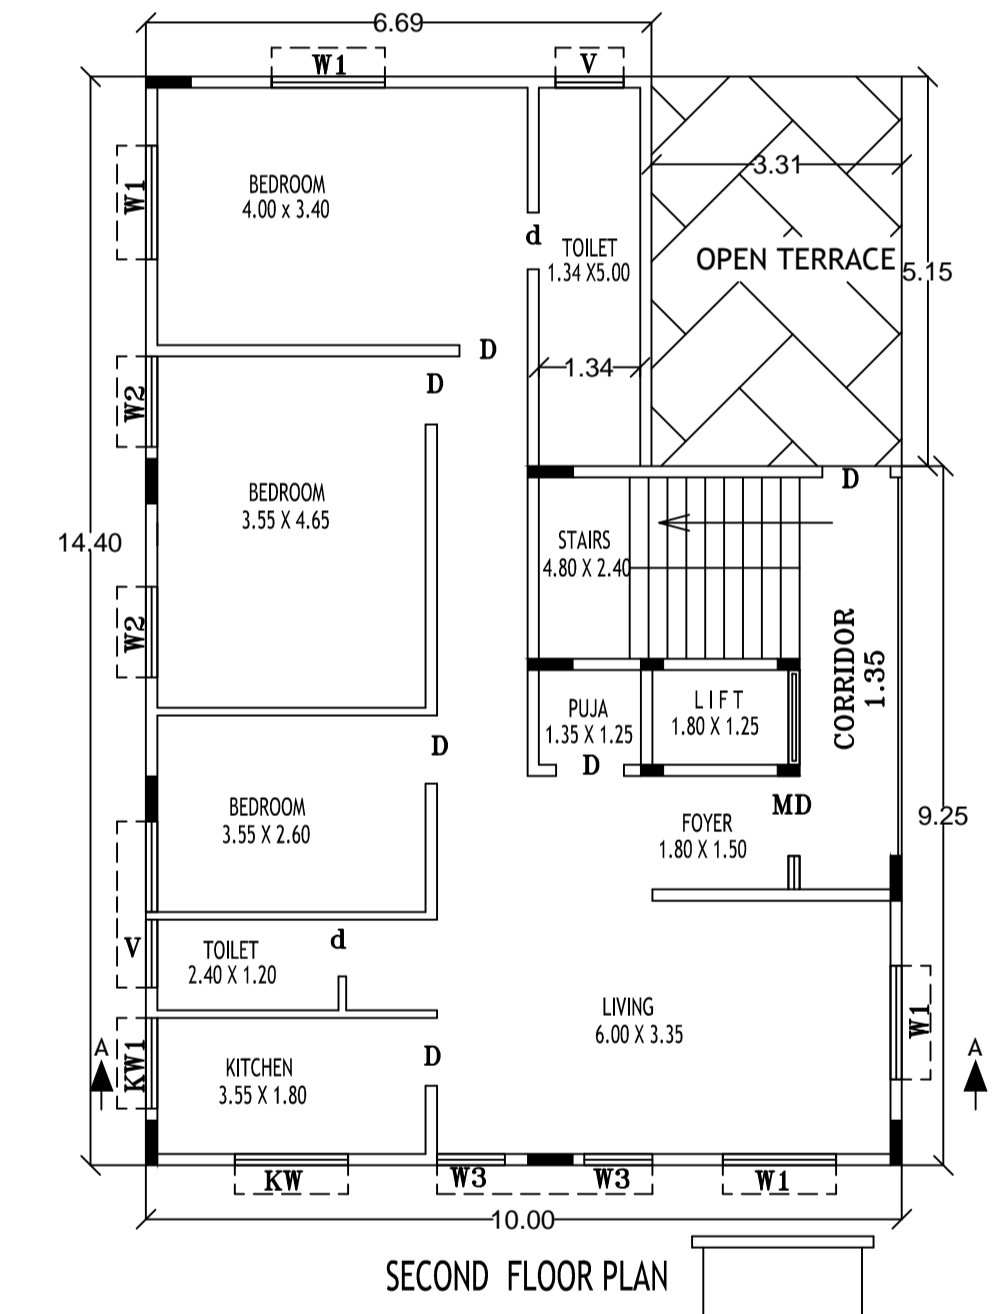 6.69
W1
V
3.31
W1
BEDROOM
4.00 x 3.40
d
TOILET
1.34 X5.00
OPEN TERRACE
5.15
D
1.34
D
W2
BEDROOM
3.55 X 4.65
D
14.40
STAIRS
4.80 X 2.40
W2
CORRIDOR
1.35
PUJA
1.35 X 1.25
LIFT
1.80 X 1.25
D
D
MD
BEDROOM
3.55 X 2.60
FOYER
1.80 X 1.50
9.25
V
TOILET
2.40 X 1.20
d
LIVING
6.00 X 3.35
W1
A
KW1
KITCHEN
3.55 X 1.80
D
A
KW
W3
W3
W1
10.00
SECOND FLOOR PLAN